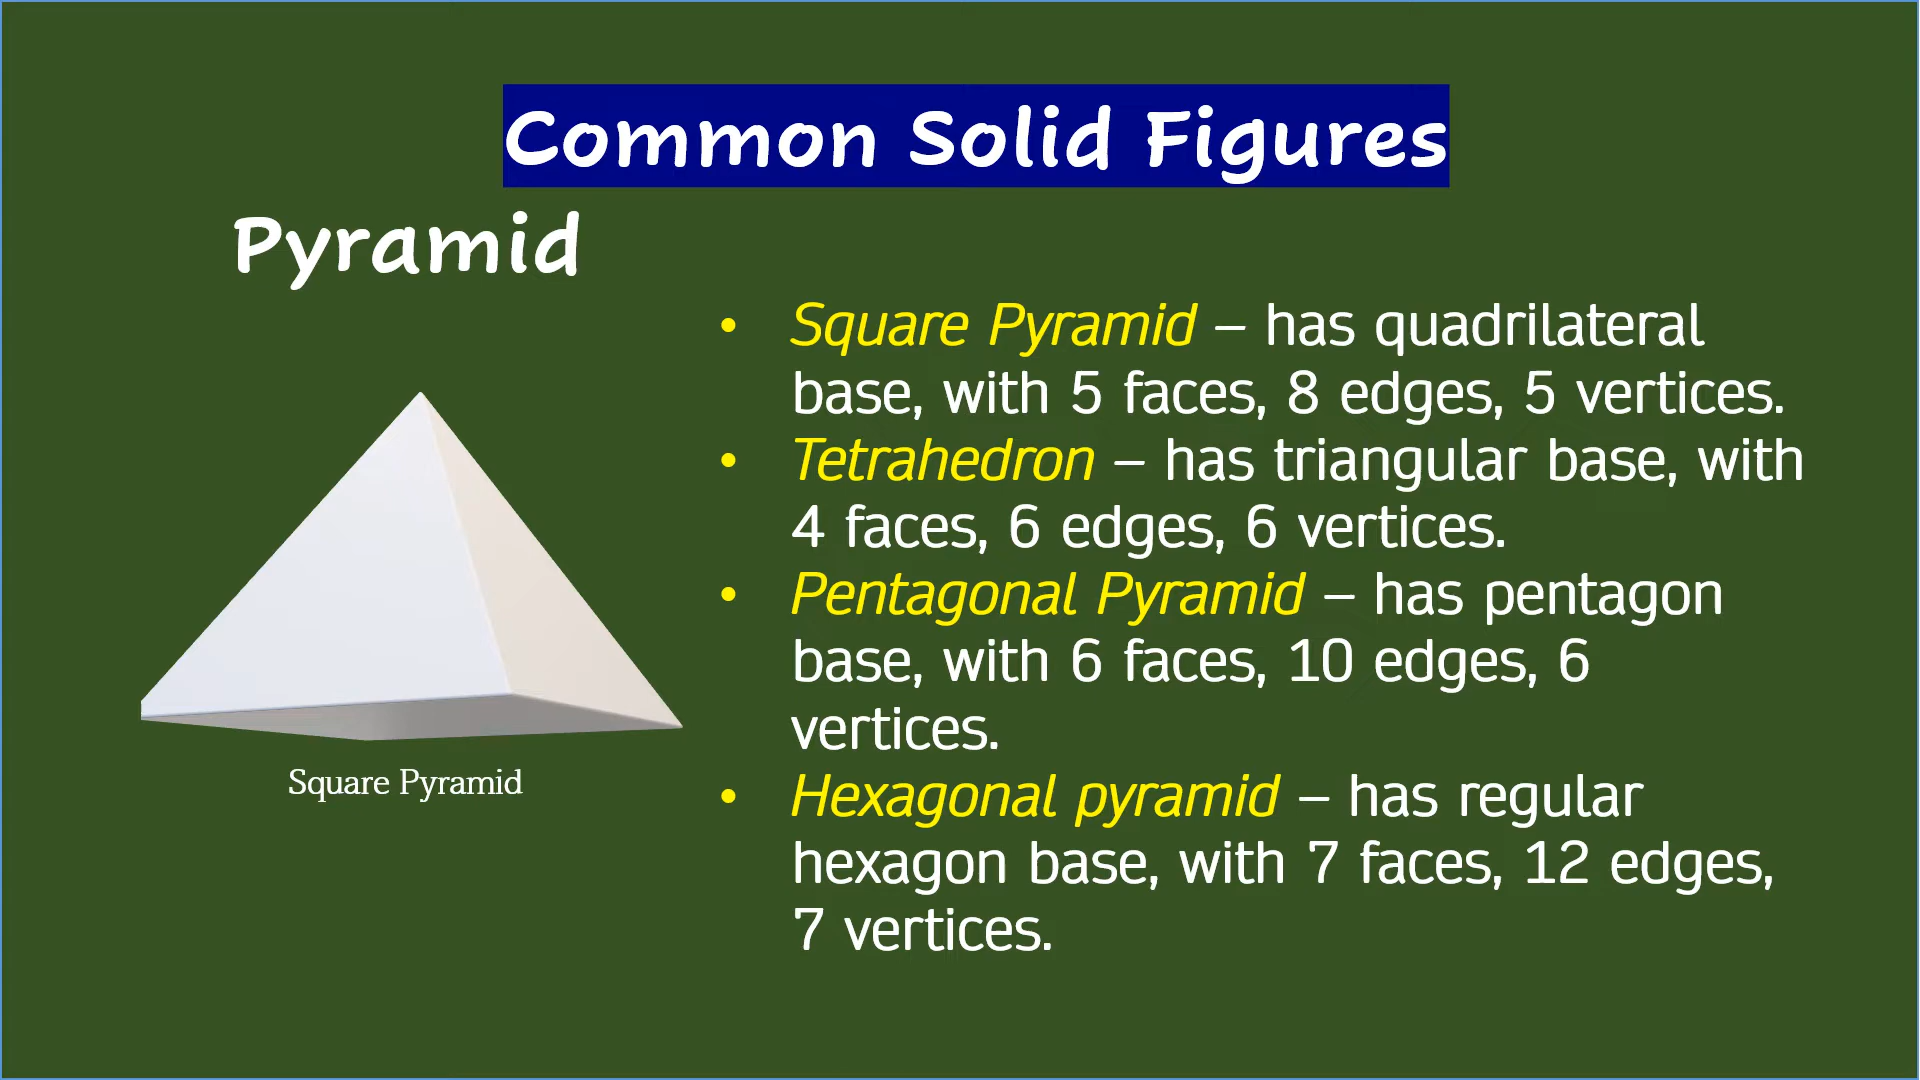 Common Solid Figures
Pyramid
• Square Pyramid – has quadrilateral
base, with 5 faces, 8 edges, 5 vertices.
• Tetrahedron – has triangular base, with
4 faces, 6 edges, 6 vertices.
• Pentagonal Pyramid – has pentagon
base, with 6 faces, 10 edges, 6
vertices.
• Hexagonal pyramid – has regular
hexagon base, with 7 faces, 12 edges,
7 vertices.
Square Pyramid